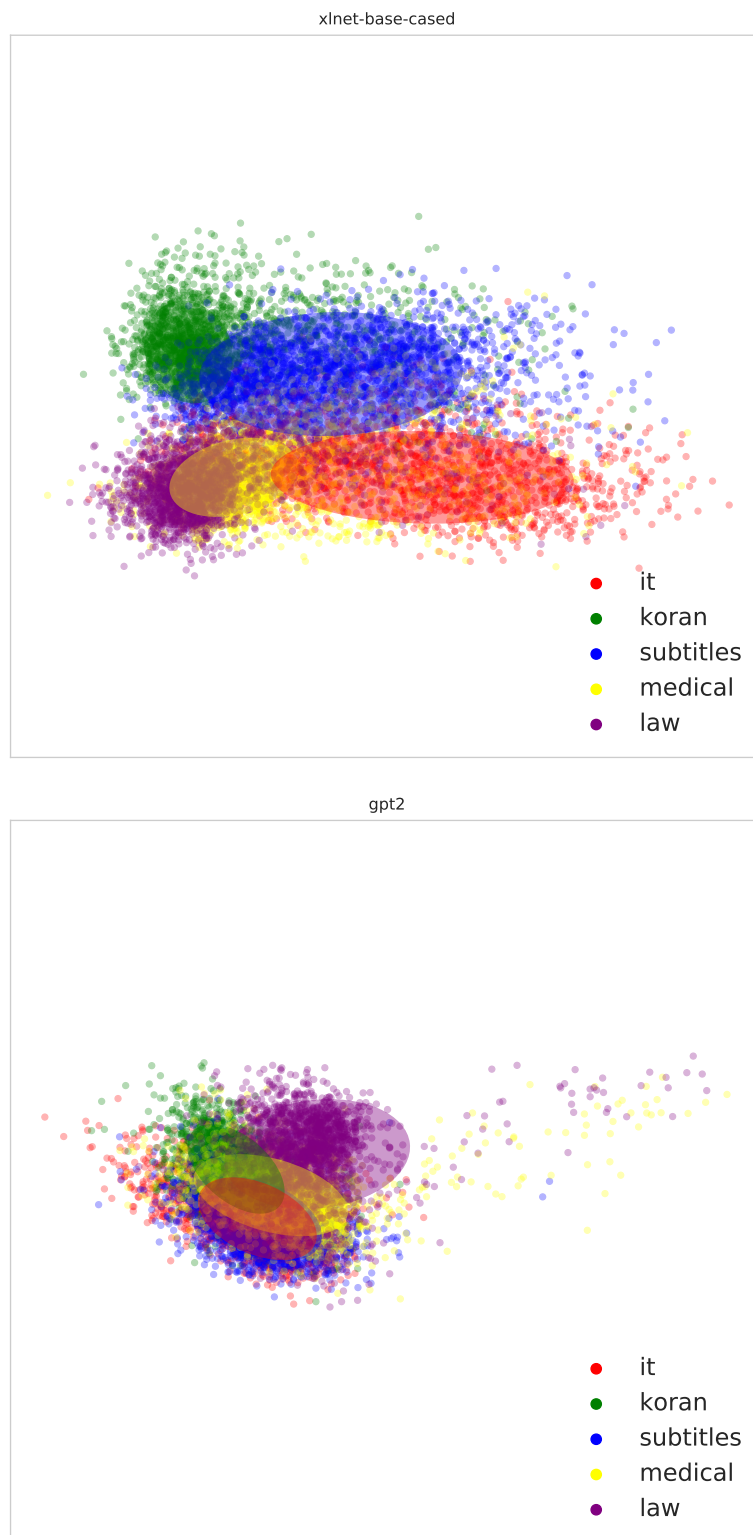 xlnet-base-cased
it
koran
subtitles
medical
law
gpt2
it
koran
subtitles
medical
law